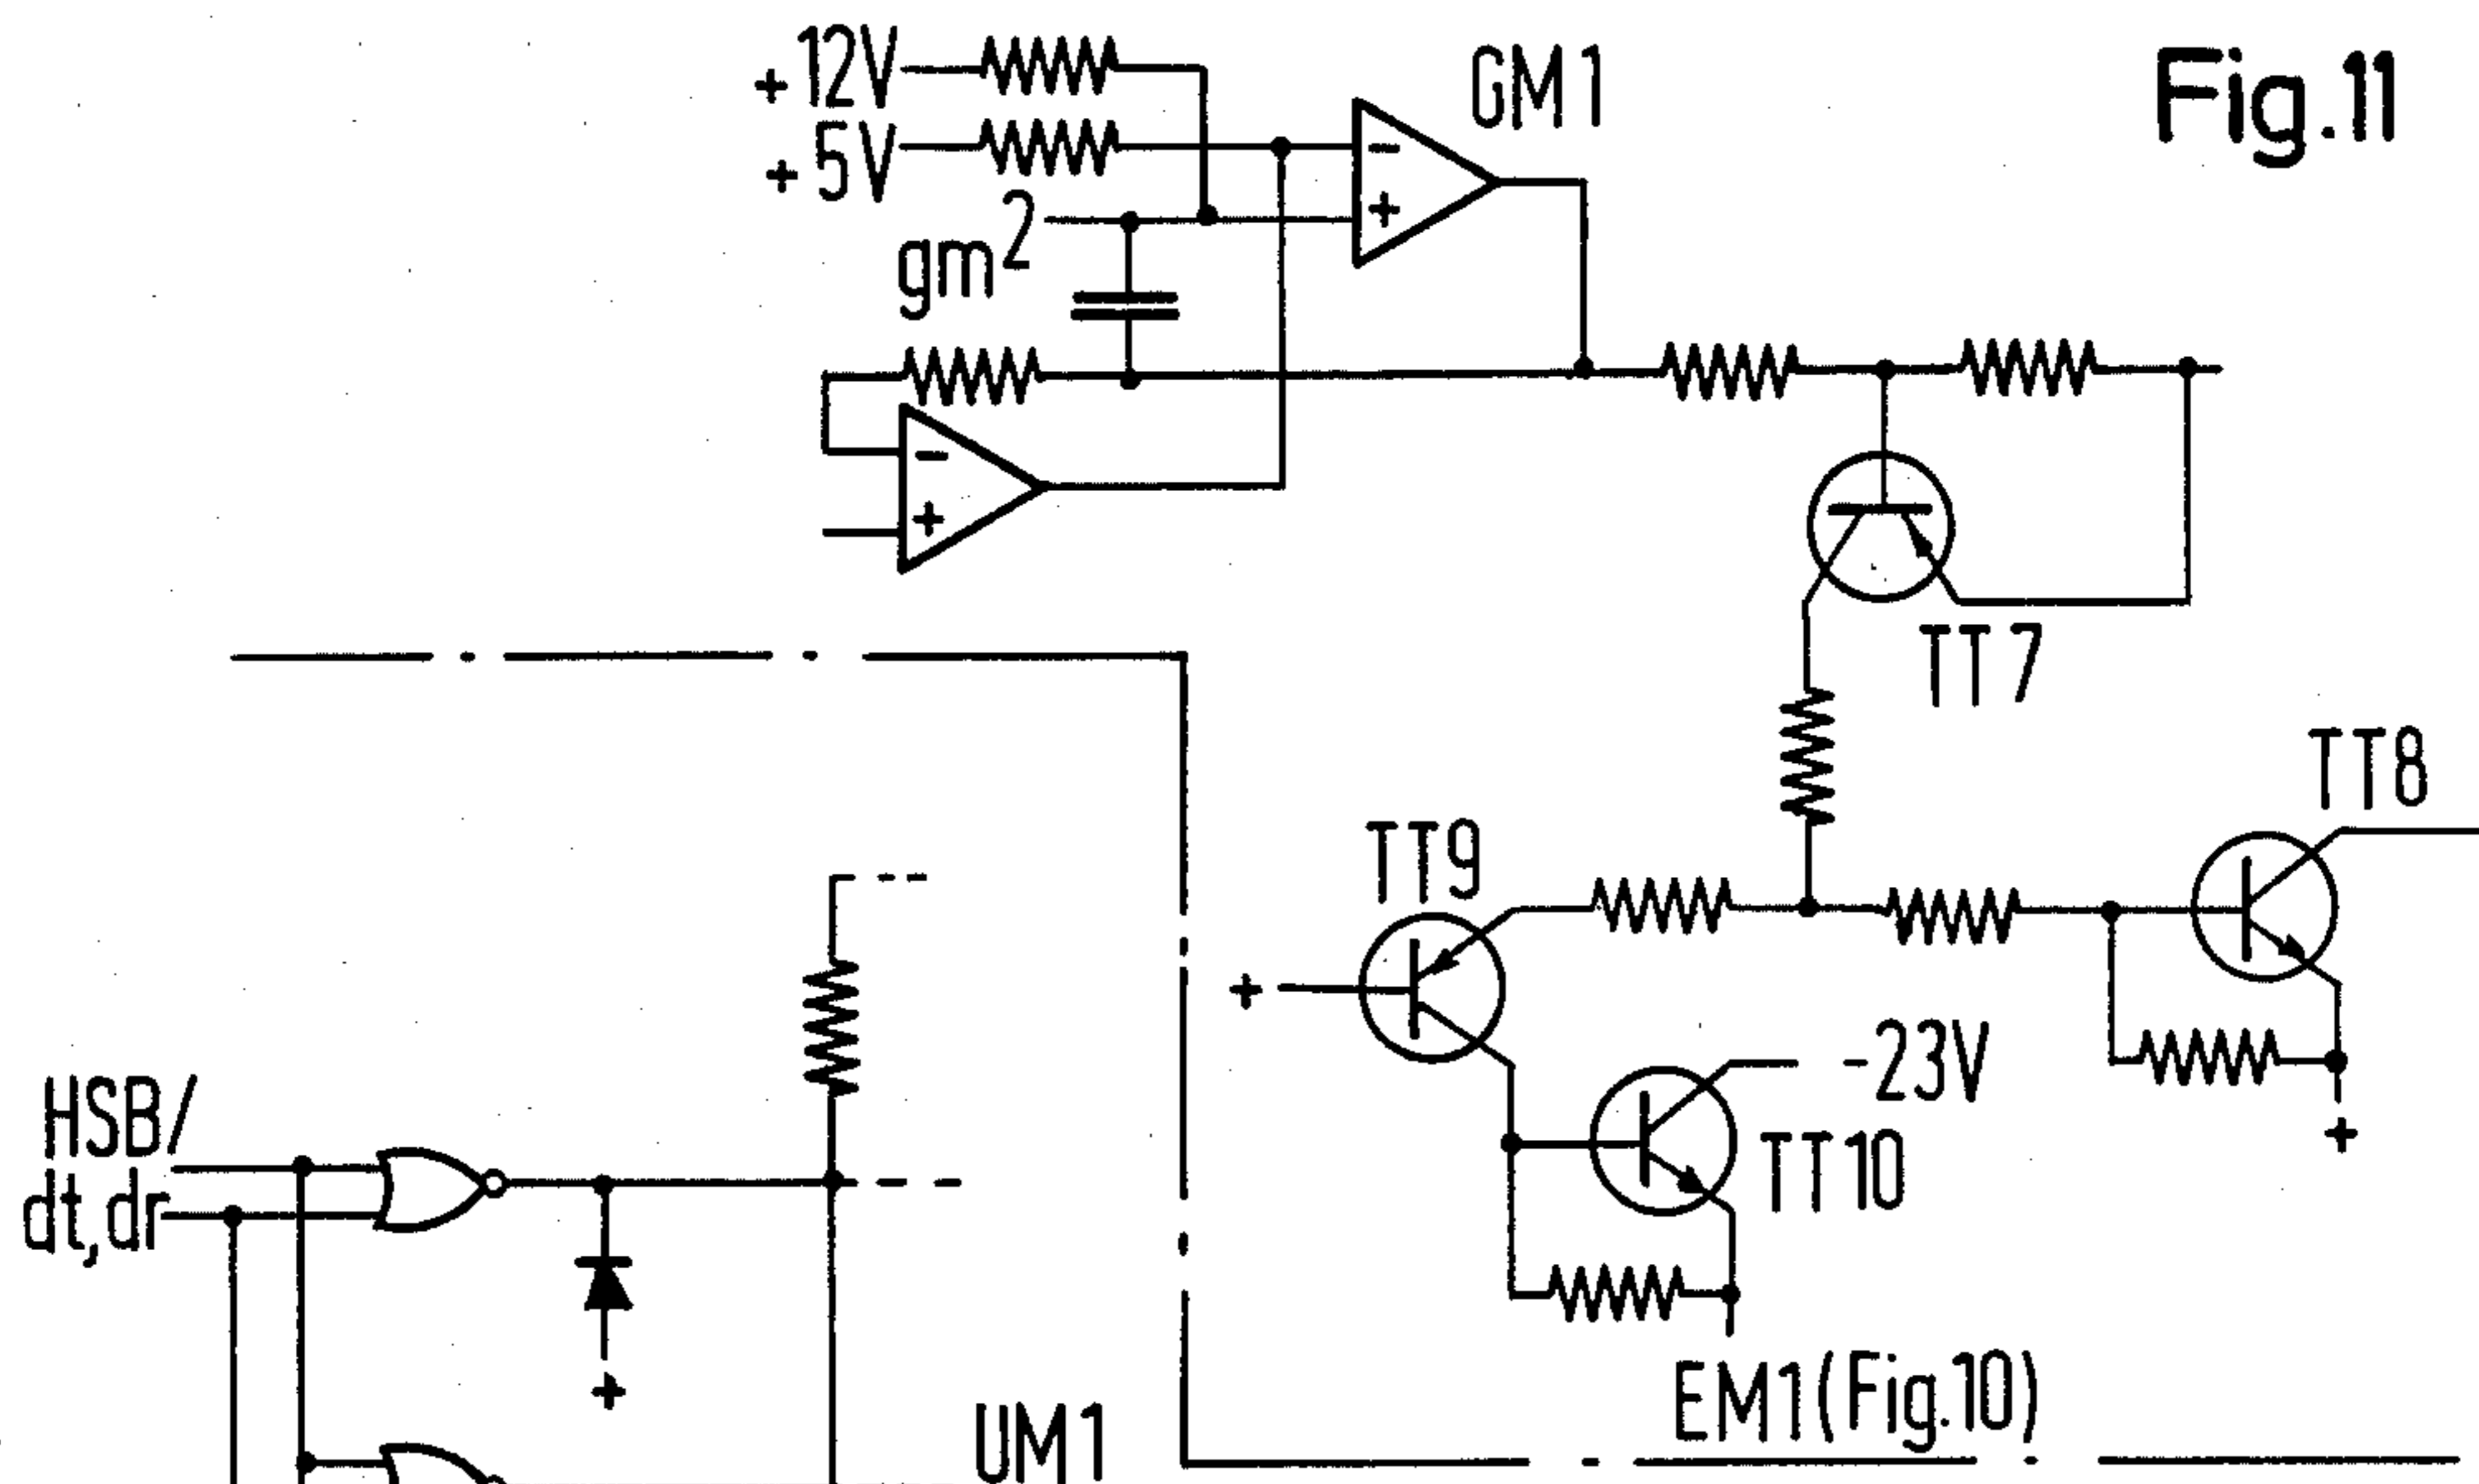 Fig.11
+12V
+5V
GM1
gm2
-
+
-
+
TT7
TT8
TT9
+
-23V
+
TT10
HSB/
dt,dr
+
EM1(Fig.10)
UM1